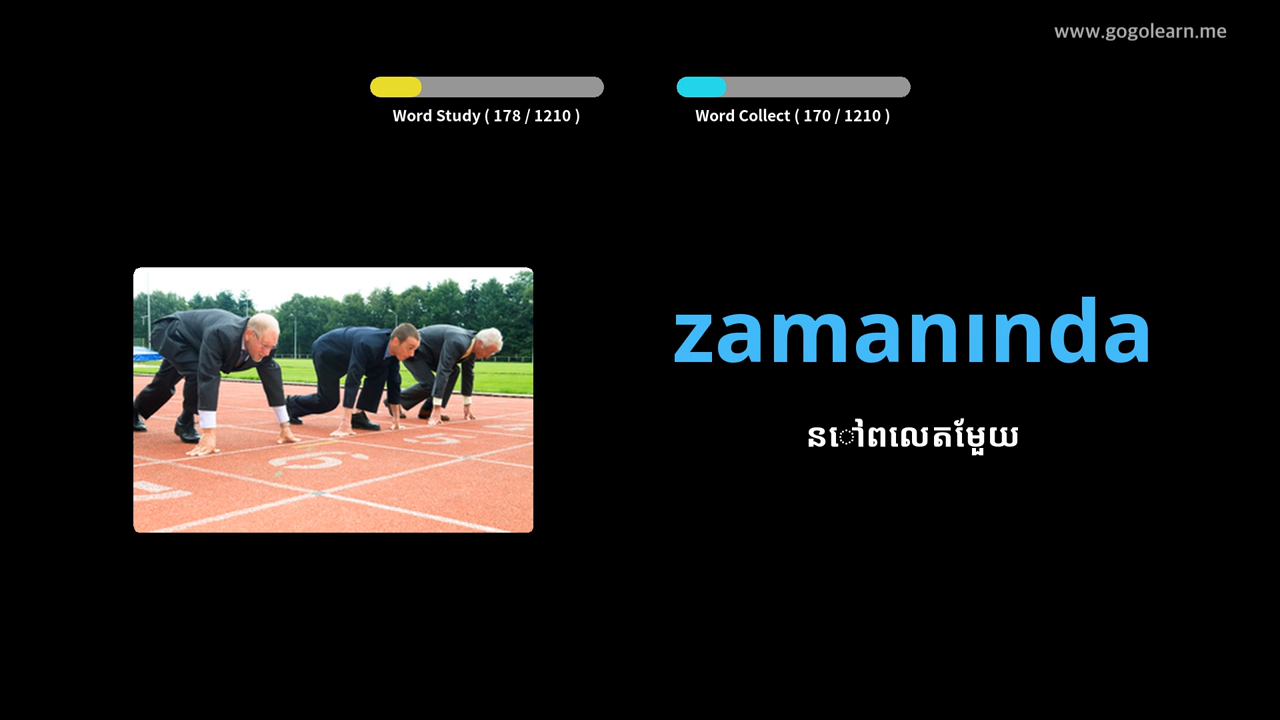 www.gogolearn.me
Word Study ( 178 / 1210 )
Word Collect ( 170 / 1210 )
zamanında
នៅពលេតមែួយ